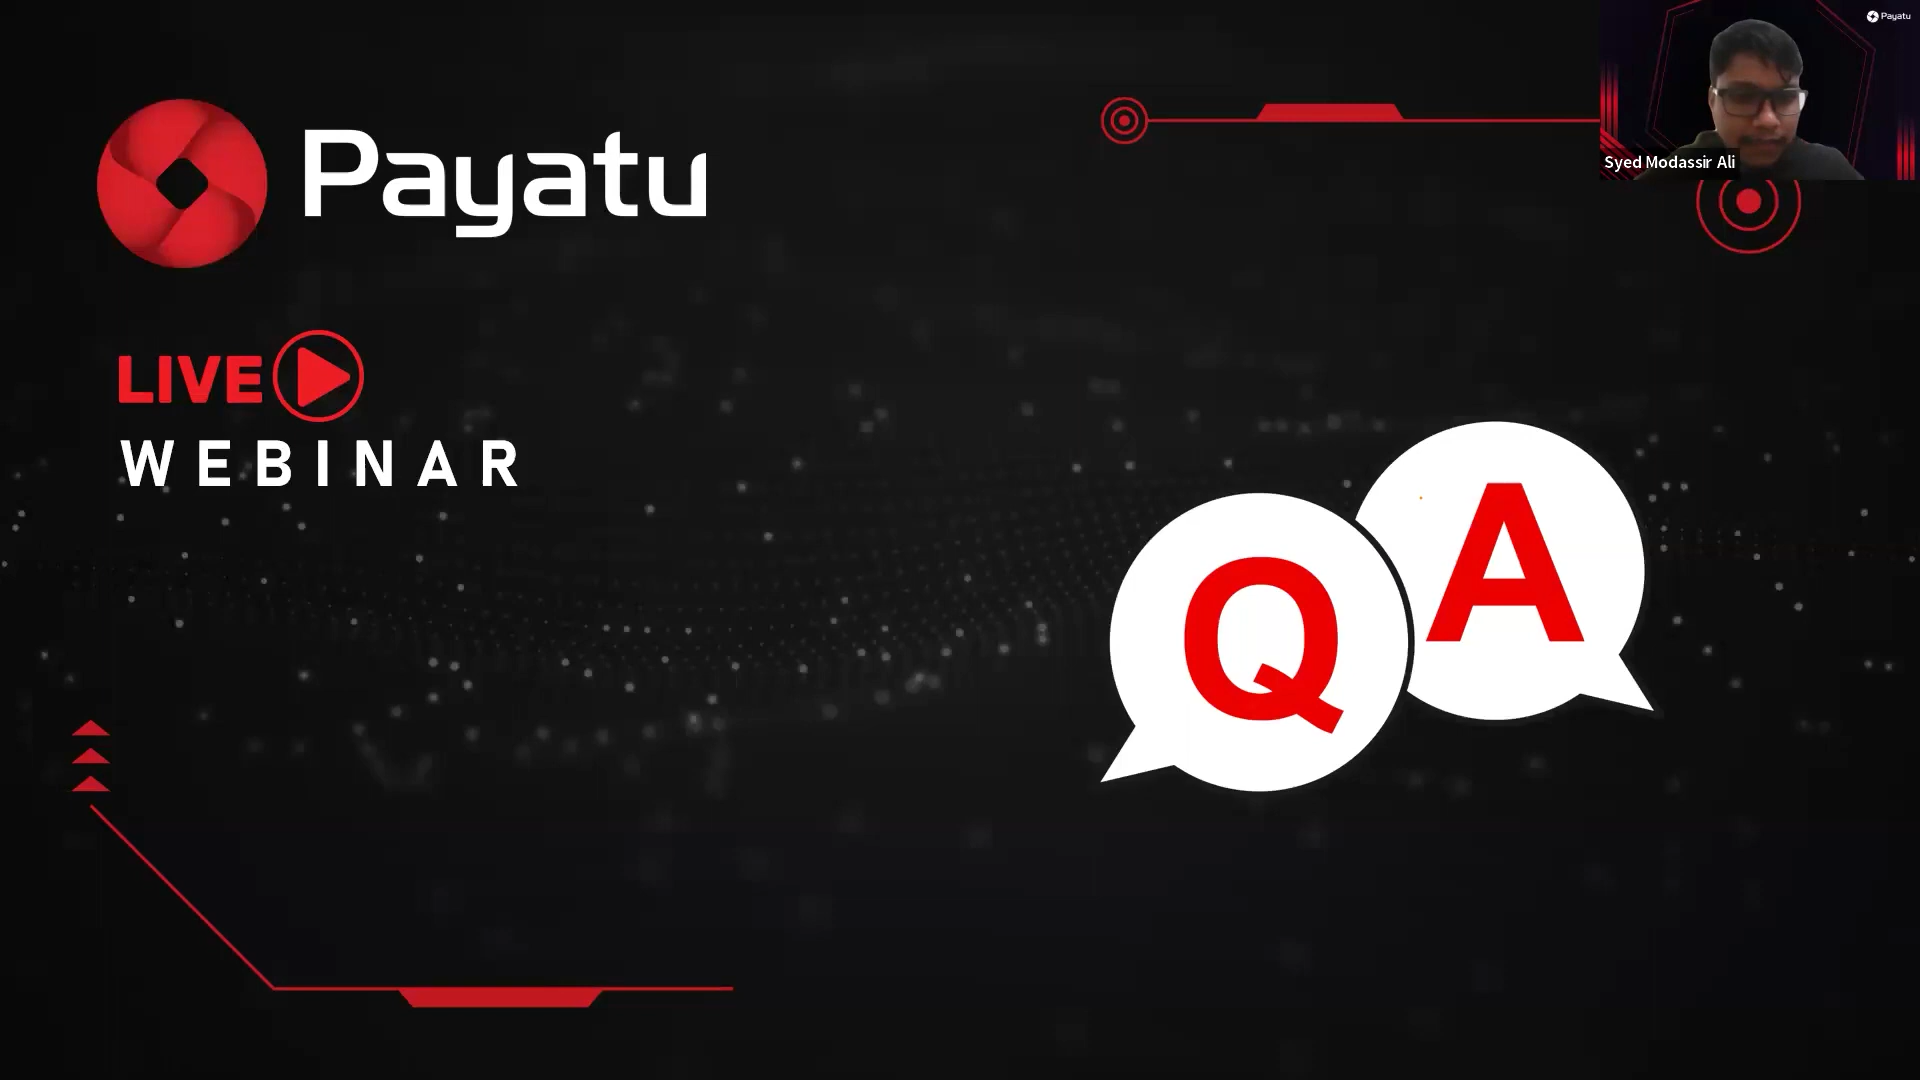 Payatu
Payatu
Syed Modassir Ali
LIVE
WEBINAR
Q A